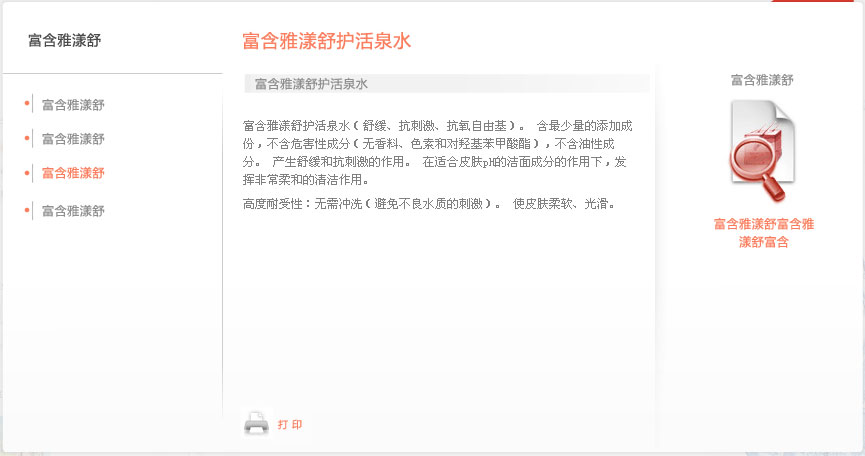 富含雅漾舒
富含雅漾舒
富含雅漾舒
富含雅漾舒
富含雅漾舒
富含雅漾舒护活泉水
富含雅漾舒护活泉水
富含雅漾舒护活泉水（舒缓、抗刺激、抗氧自由基）。 含最少量的添加成
份，不含危害性成分（无香料、色素和对羟基苯甲酸酯），不含油性成
分。 产生舒缓和抗刺激的作用。 在适合皮肤pH的洁面成分的作用下，发
挥非常柔和的清洁作用。
高度耐受性：无需冲洗（避免不良水质的刺激）。 使皮肤柔软、光滑。
打印
富含雅漾舒
富含雅漾舒富含雅
漾舒富含